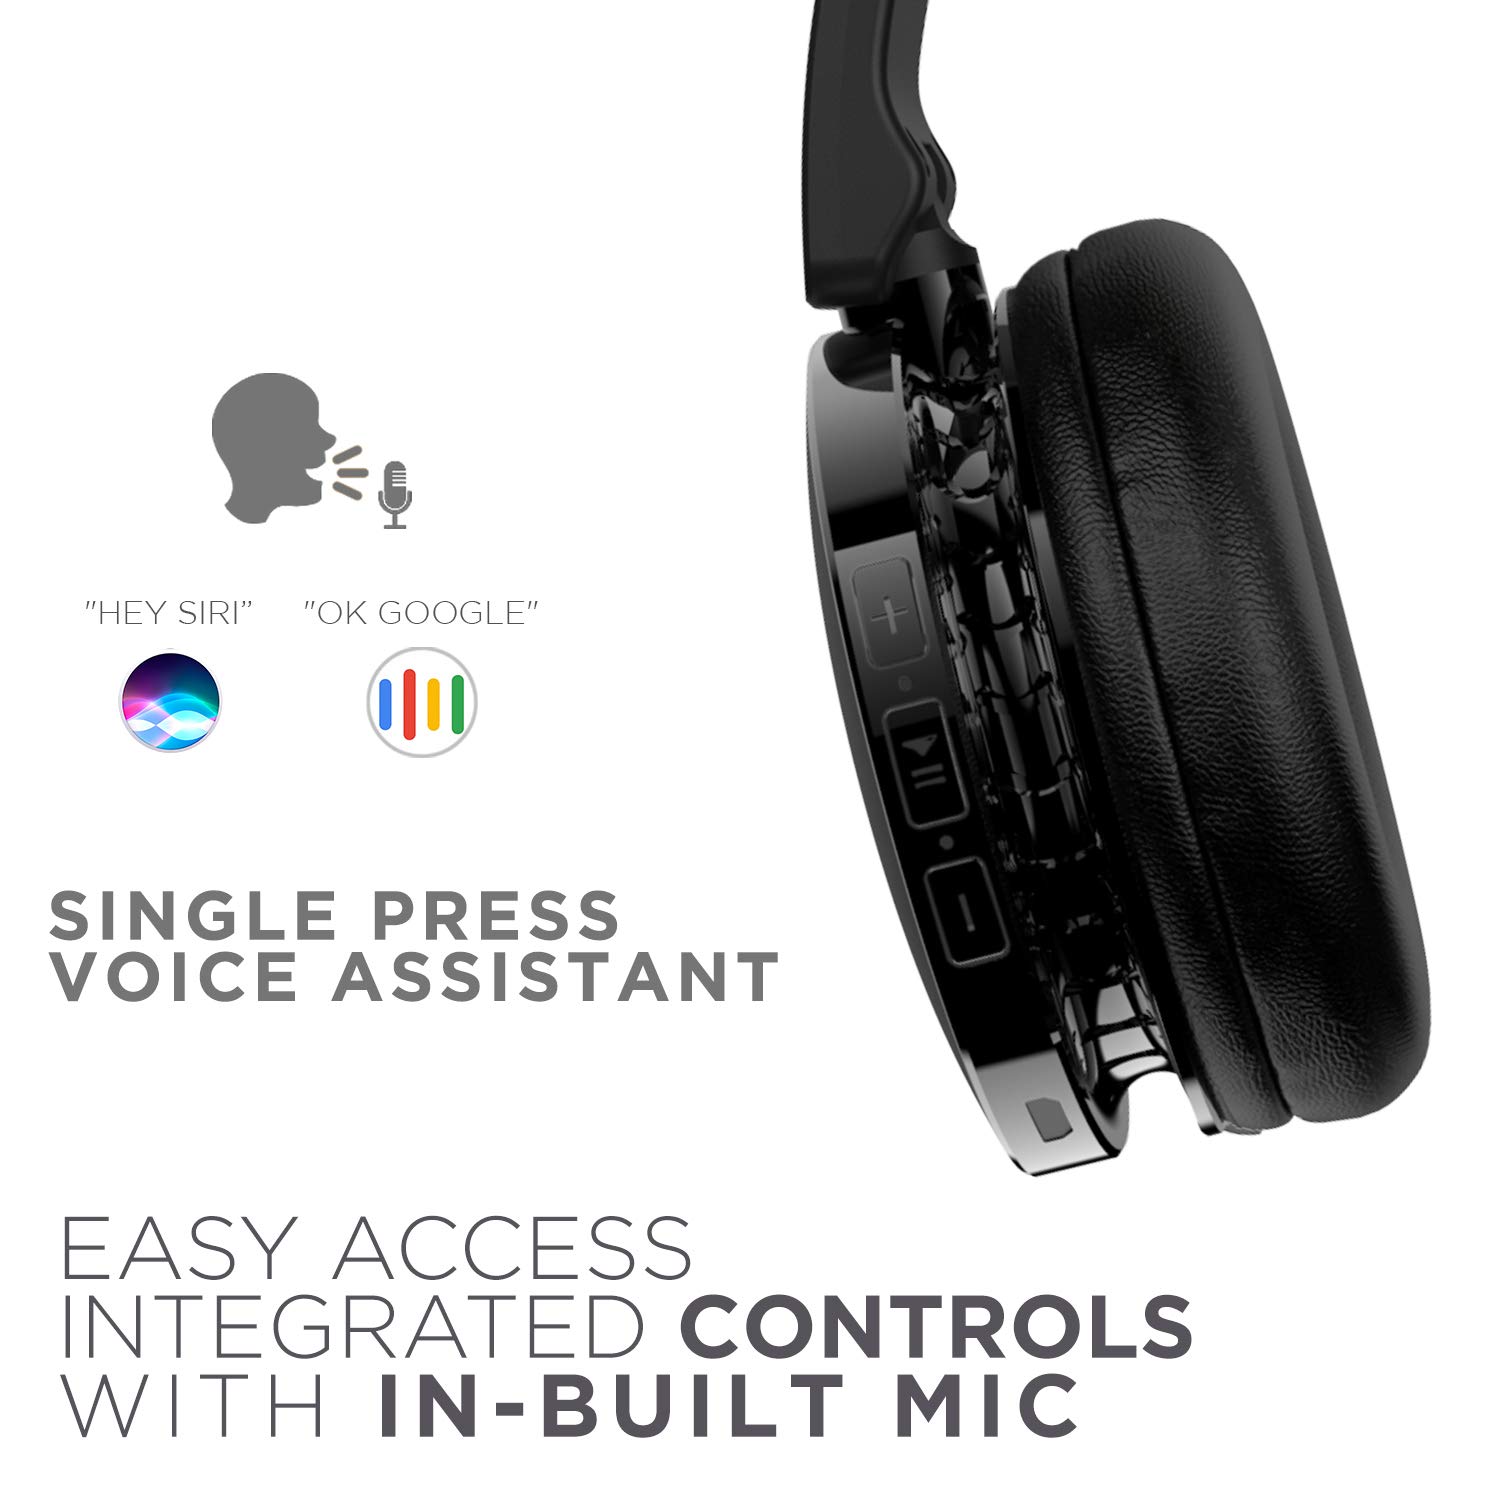 "HEY SIRI” "OK GOOGLE"
SINGLE PRESS
VOICE ASSISTANT
EASY ACCESS
INTEGRATED CONTROLS
WITH IN-BUILT MIC